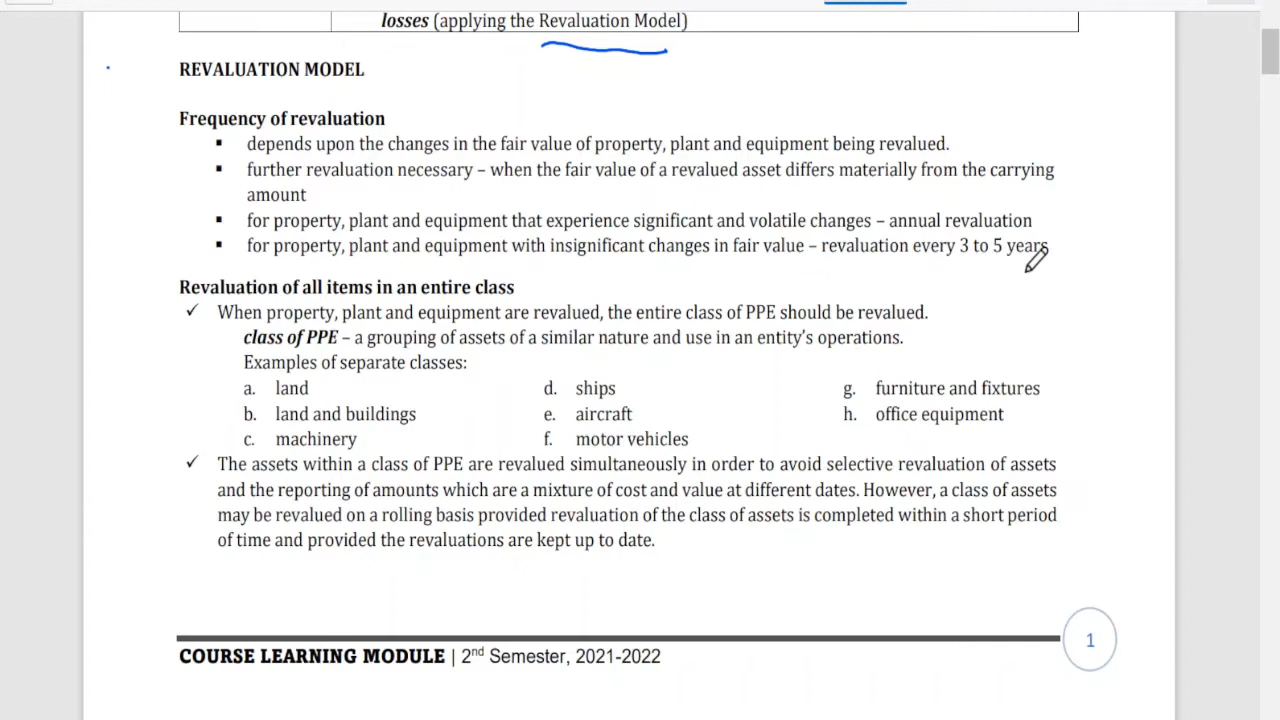 losses (applying the Revaluation Model)
REVALUATION MODEL
Frequency of revaluation
▪ depends upon the changes in the fair value of property, plant and equipment being revalued.
▪ further revaluation necessary – when the fair value of a revalued asset differs materially from the carrying
amount
▪ for property, plant and equipment that experience significant and volatile changes – annual revaluation
▪ for property, plant and equipment with insignificant changes in fair value – revaluation every 3 to 5 years
Revaluation of all items in an entire class
✓ When property, plant and equipment are revalued, the entire class of PPE should be revalued.
class of PPE – a grouping of assets of a similar nature and use in an entity's operations.
Examples of separate classes:
a. land d. ships g. furniture and fixtures
b. land and buildings e. aircraft h. office equipment
c. machinery f. motor vehicles
✓ The assets within a class of PPE are revalued simultaneously in order to avoid selective revaluation of assets
and the reporting of amounts which are a mixture of cost and value at different dates. However, a class of assets
may be revalued on a rolling basis provided revaluation of the class of assets is completed within a short period
of time and provided the revaluations are kept up to date.
1
COURSE LEARNING MODULE | 2nd Semester, 2021-2022